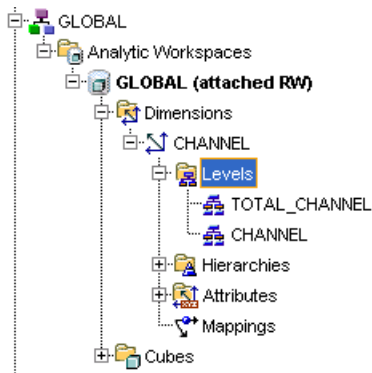 GLOBAL
Analytic Workspaces
GLOBAL (attached RW)
Dimensions
CHANNEL
Levels
TOTAL_CHANNEL
CHANNEL
Hierarchies
Attributes
Mappings
Cubes